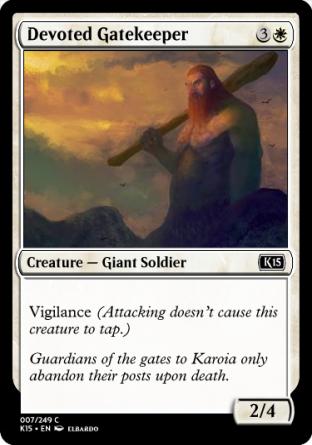 Devoted Gatekeeper 3
Creature — Giant Soldier K15
Vigilance (Attacking doesn't cause this
creature to tap.)
Guardians of the gates to Karoia only
abandon their posts upon death.
2/4
007/249 C
K15 • EN ELBARDO